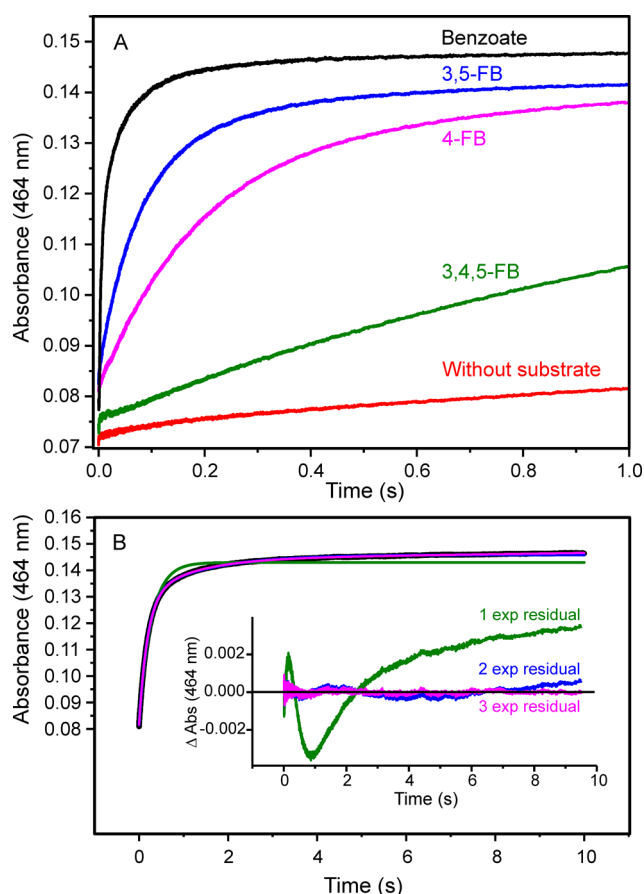 A
Benzoate
3,5-FB
4-FB
3,4,5-FB
Without substrate
Absorbance (464 nm)
0.15
0.14
0.13
0.12
0.11
0.10
0.09
0.08
0.07
0.0 0.2 0.4 0.6 0.8 1.0
Time (s)
B
Absorbance (464 nm)
0.16
0.15
0.14
0.13
0.12
0.11
0.10
0.09
0.08
1 exp residual
2 exp residual
3 exp residual
Δ Abs (464 nm)
0.002
0.000
-0.002
0 2 4 6 8 10
Time (s)
0 2 4 6 8 10
Time (s)